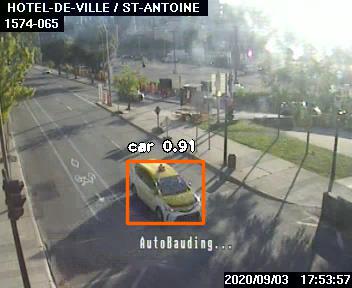 HOTEL-DE-VILLE / ST-ANTOINE
1574-065
car 0.91
AutoBauding...
2020/09/03 17:53:57